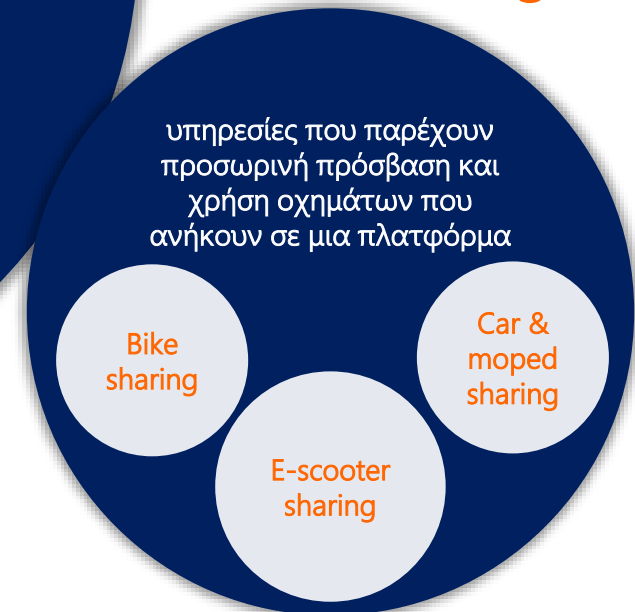 υπηρεσίες που παρέχουν
προσωρινή πρόσβαση και
χρήση οχημάτων που
ανήκουν σε μια πλατφόρμα
Bike
sharing
Car &
moped
sharing
E-scooter
sharing